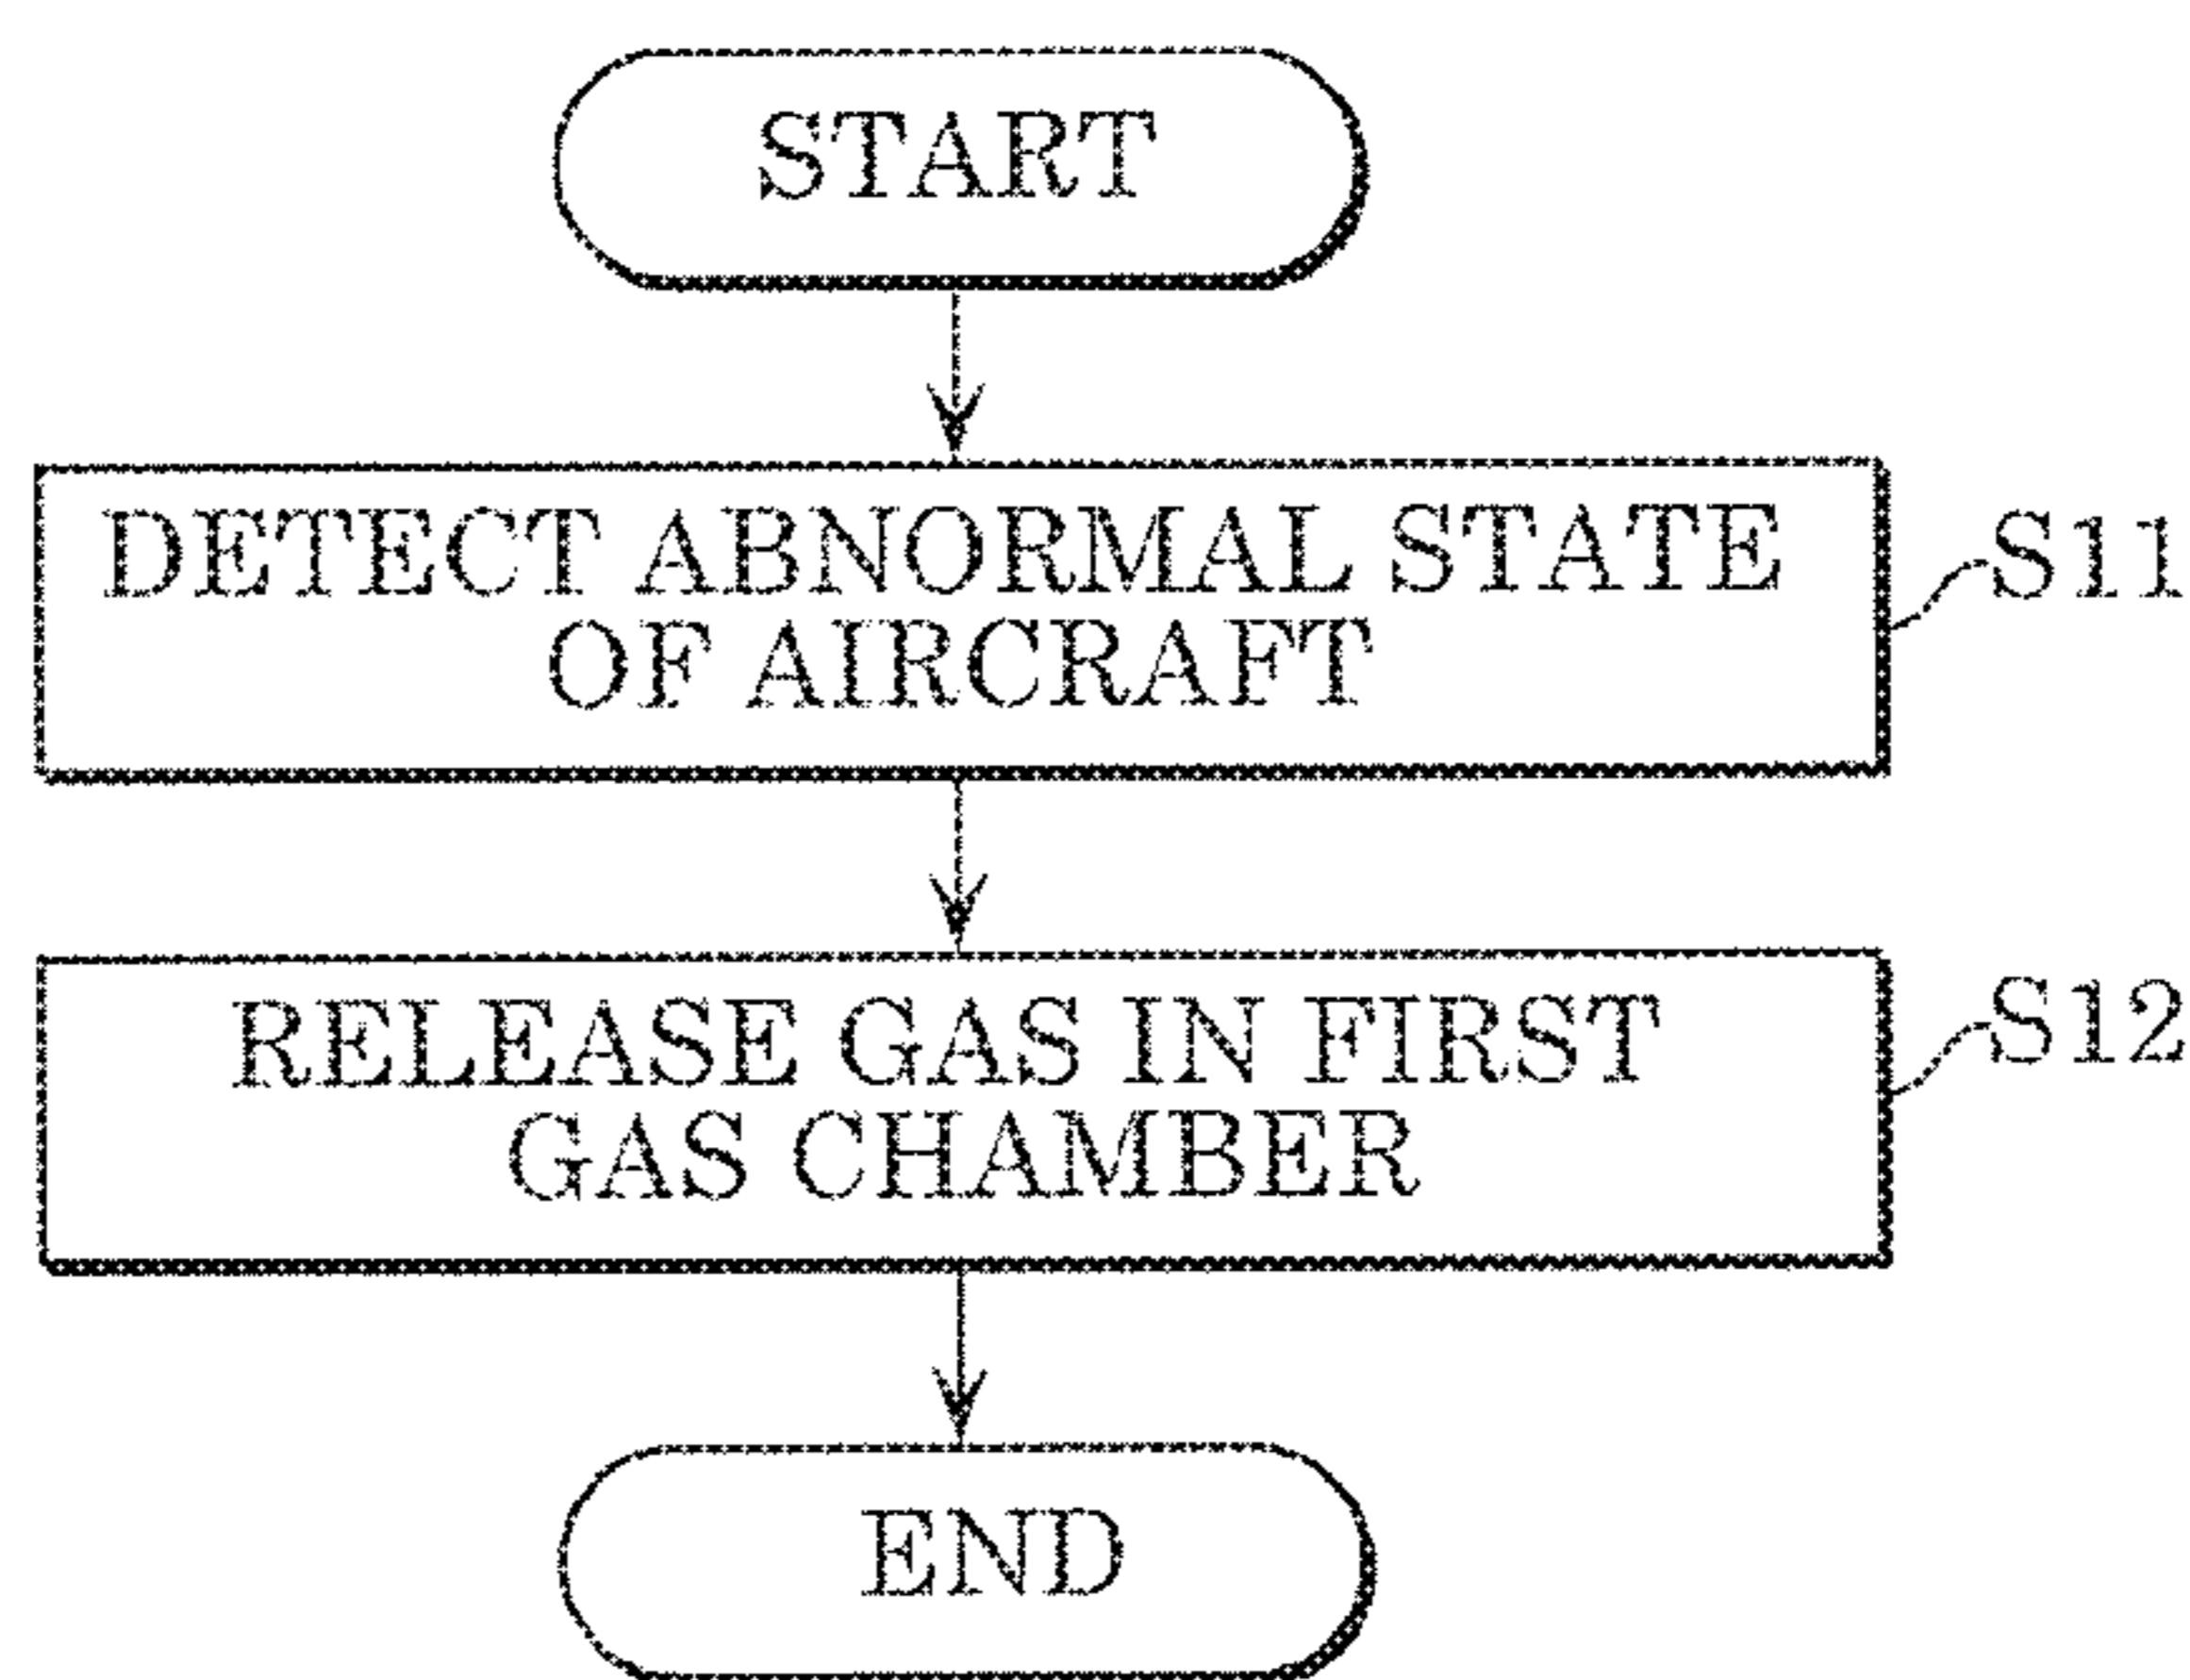 START
DETECT ABNORMAL STATE
OF AIRCRAFT
S11
RELEASE GAS IN FIRST
GAS CHAMBER
S12
END